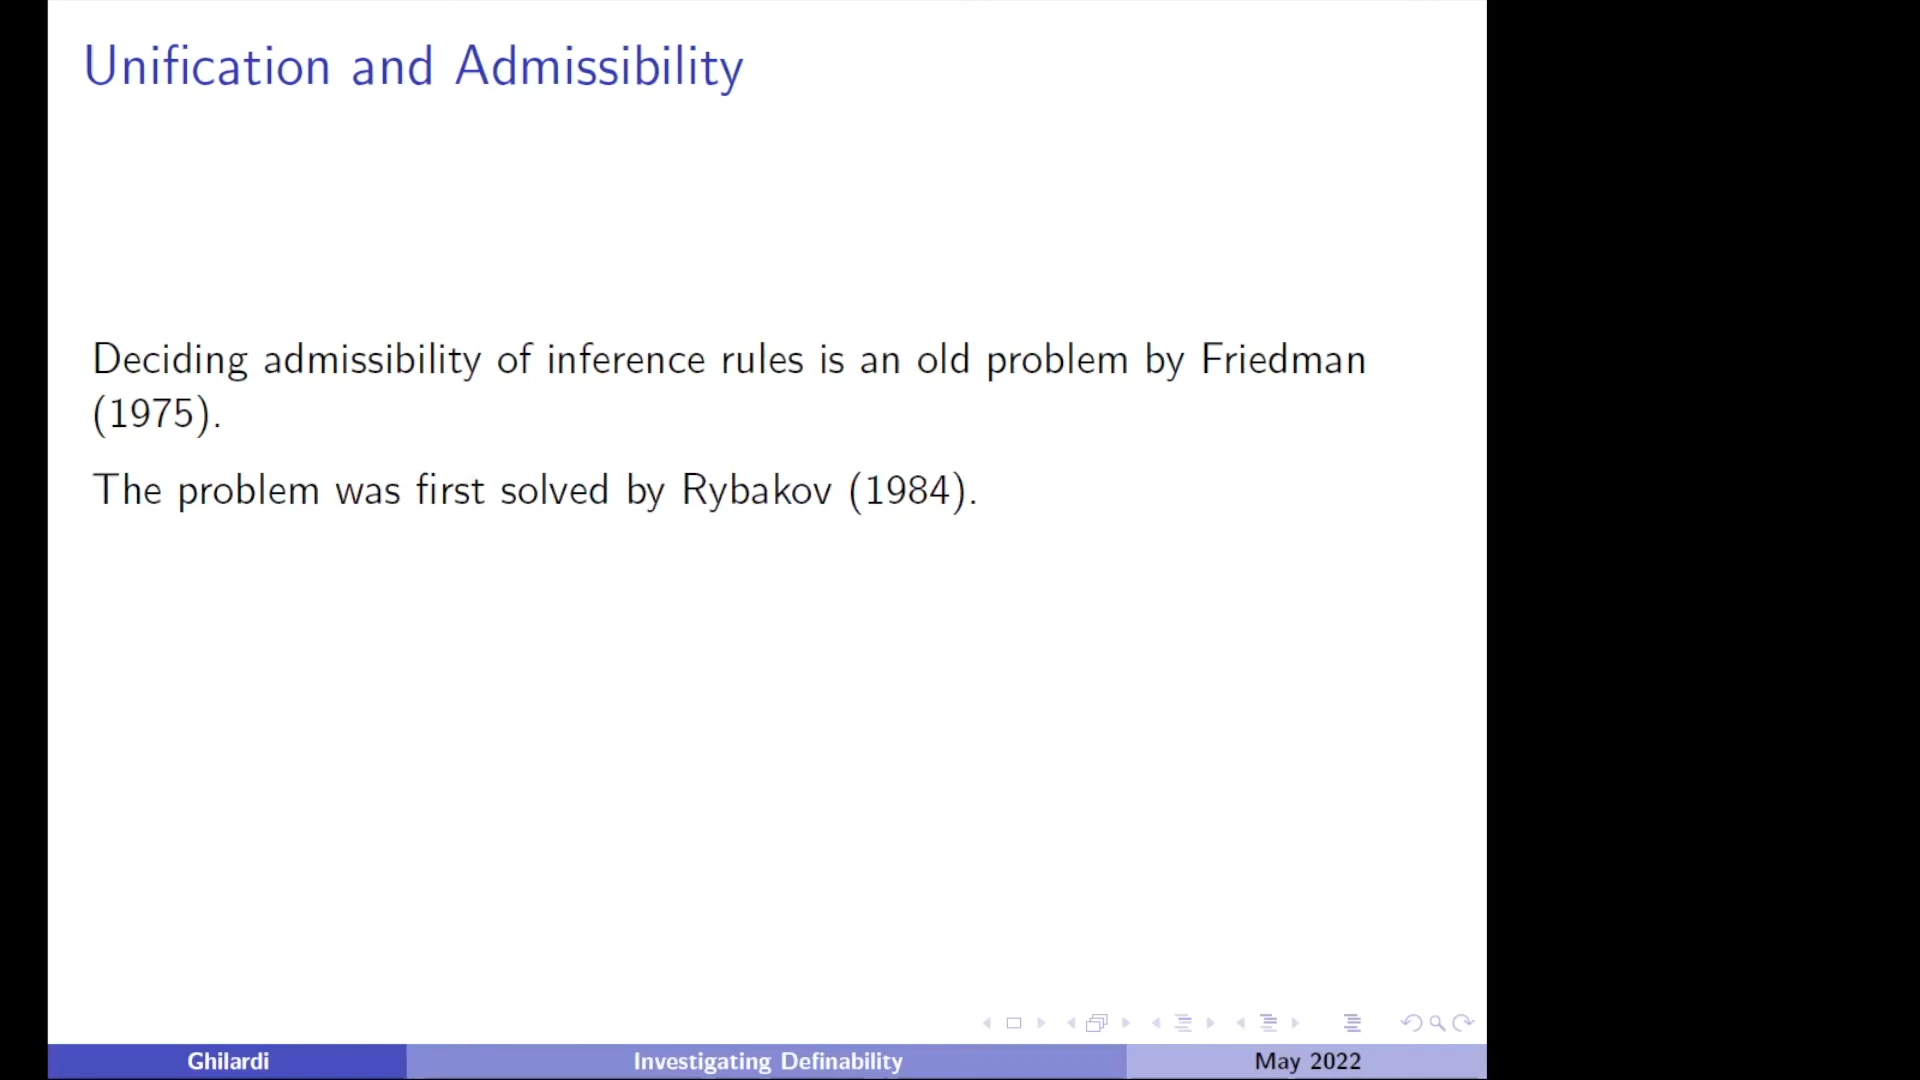 Unification and Admissibility
Deciding admissibility of inference rules is an old problem by Friedman
(1975).
The problem was first solved by Rybakov (1984).
Ghilardi
Investigating Definability
May 2022